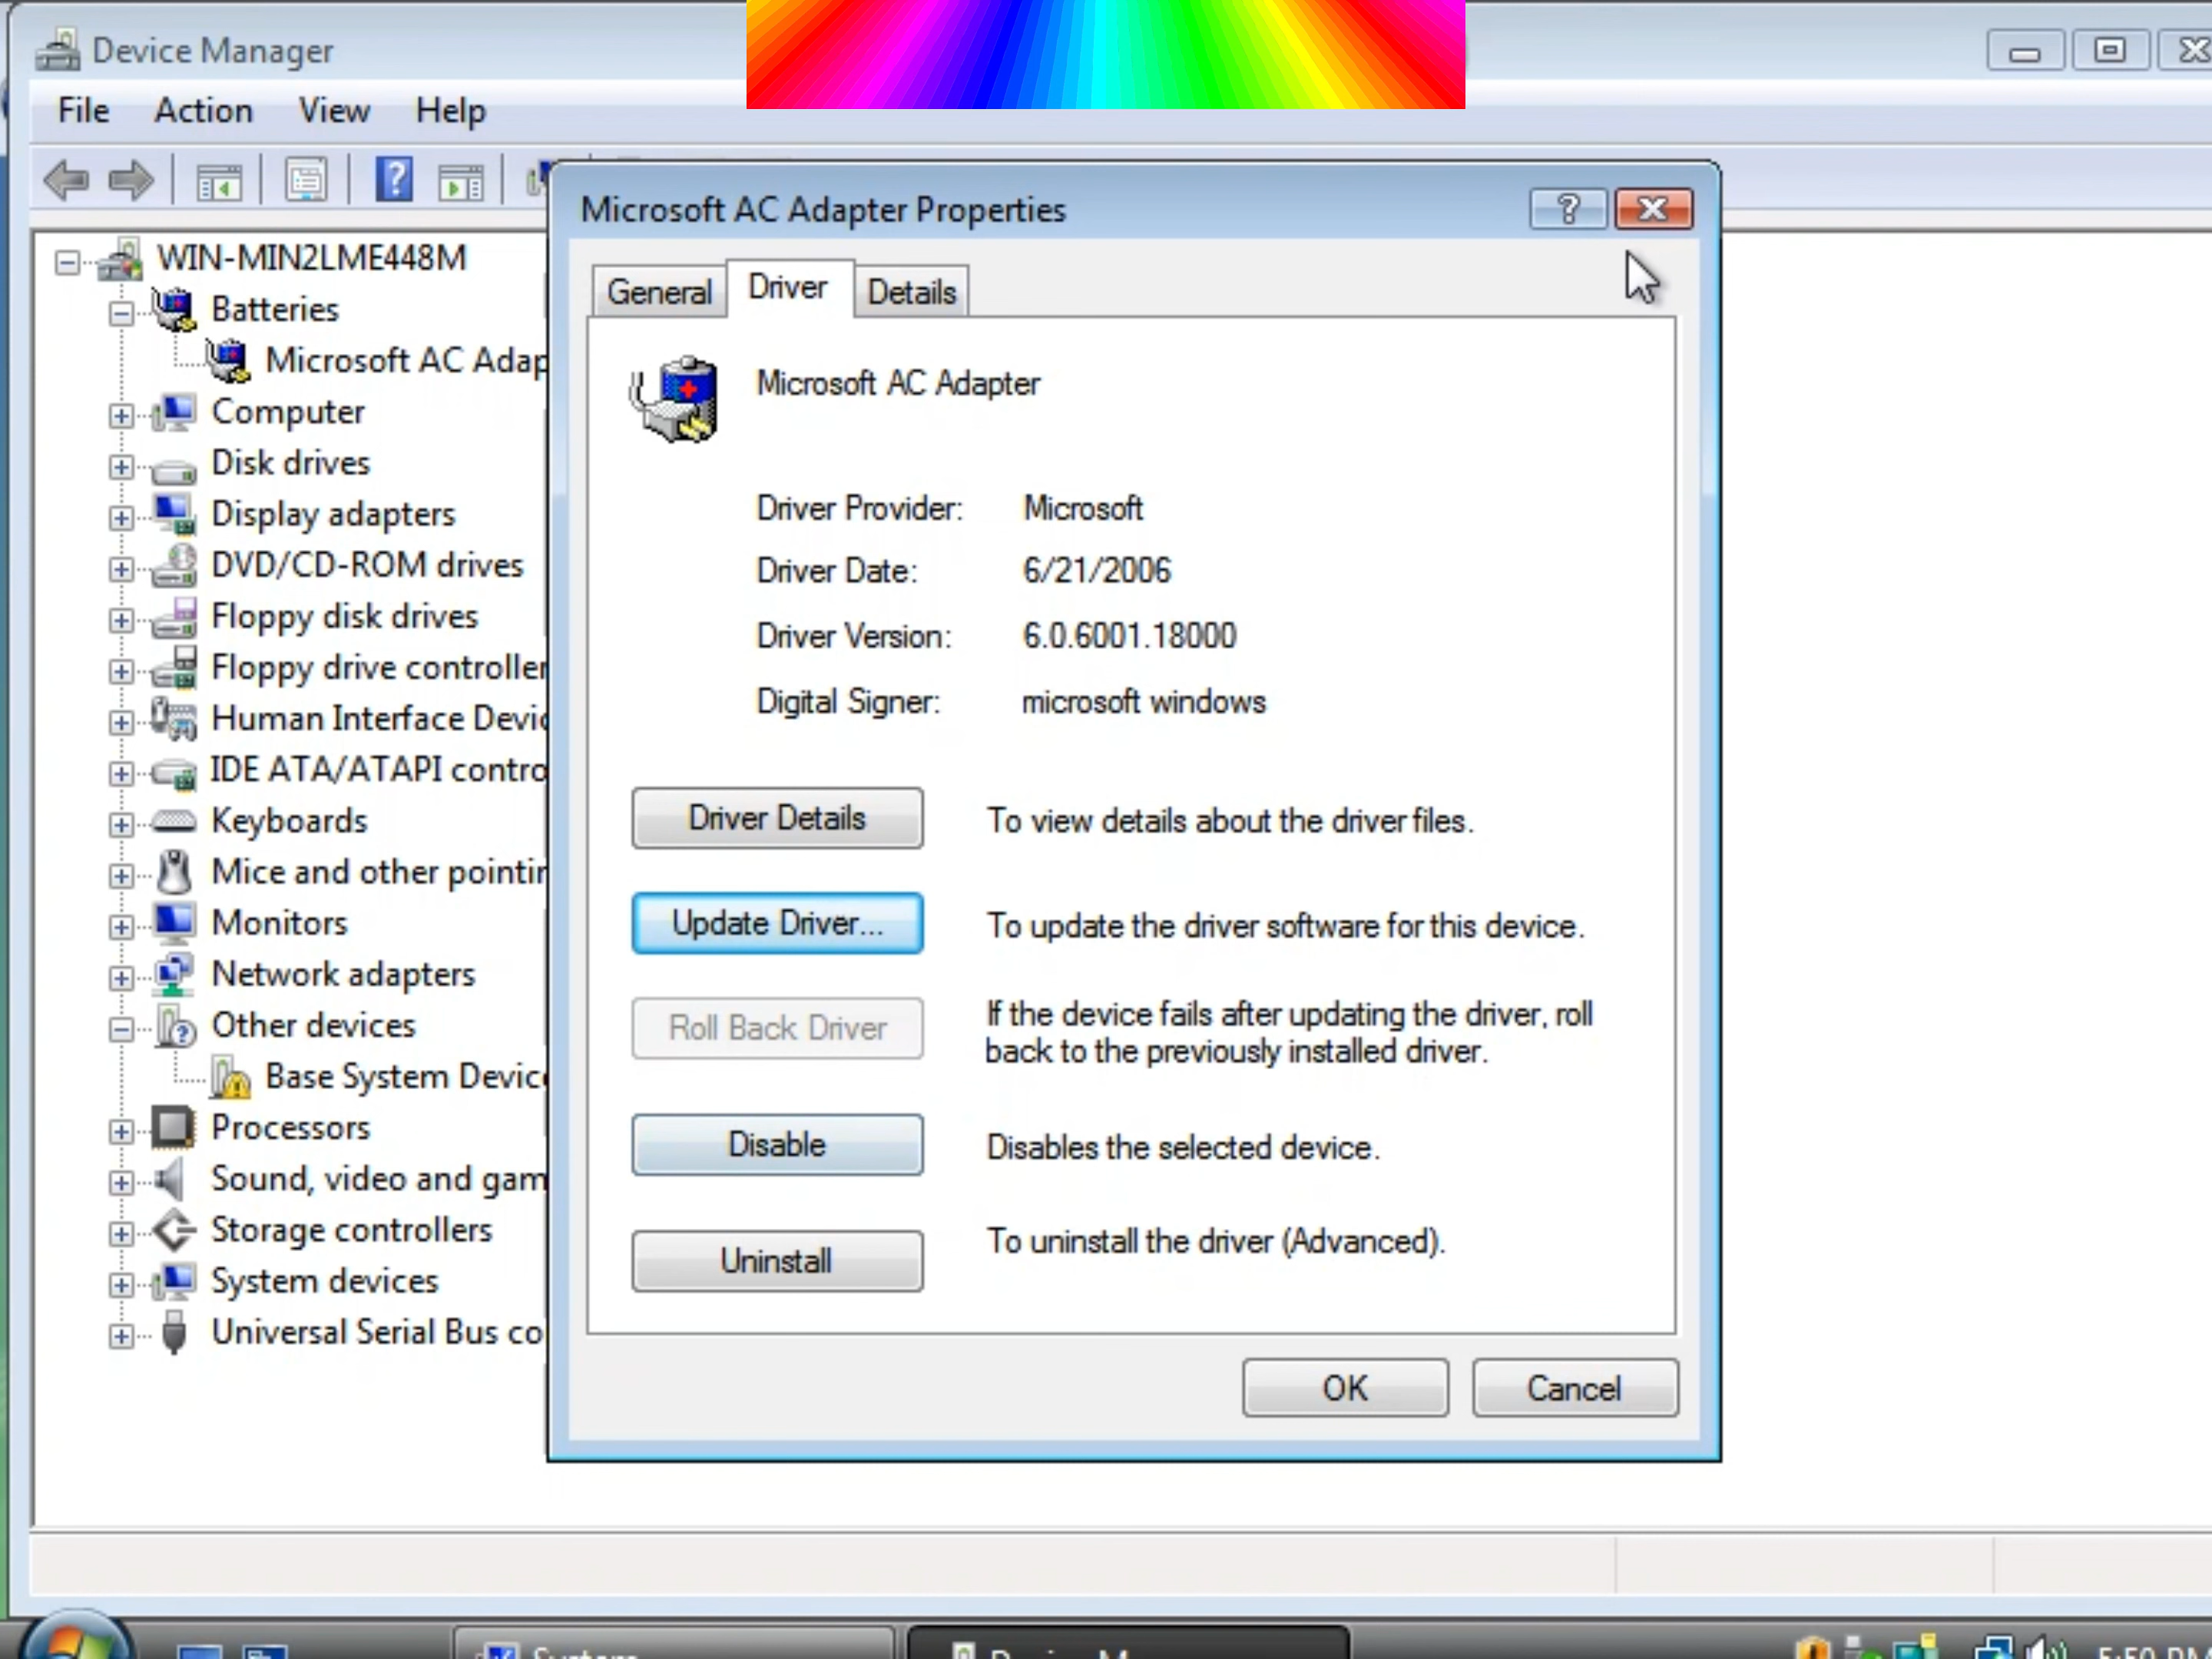 Device Manager
File Action View Help
WIN-MIN2LME448M
Batteries
Microsoft AC Adap
Computer
Disk drives
Display adapters
DVD/CD-ROM drives
Floppy disk drives
Floppy drive controller
Human Interface Devic
IDE ATA/ATAPI contro
Keyboards
Mice and other pointin
Monitors
Network adapters
Other devices
Base System Device
Processors
Sound, video and gam
Storage controllers
System devices
Universal Serial Bus co
Microsoft AC Adapter Properties
General Driver Details
Microsoft AC Adapter
Driver Provider: Microsoft
Driver Date: 6/21/2006
Driver Version: 6.0.6001.18000
Digital Signer: microsoft windows
Driver Details To view details about the driver files.
Update Driver... To update the driver software for this device.
Roll Back Driver If the device fails after updating the driver, roll
back to the previously installed driver.
Disable Disables the selected device.
Uninstall To uninstall the driver (Advanced).
OK Cancel
System